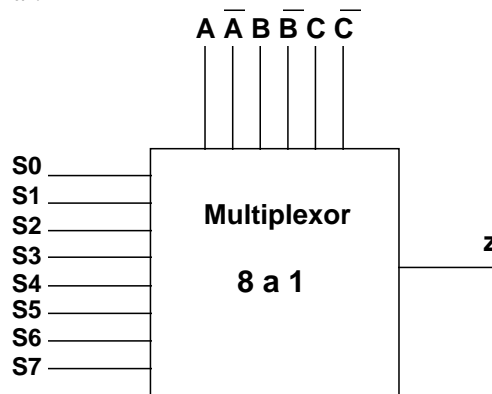 A A̅ B B̅ C C̅
S0
S1
S2
Multiplexor
S3
z
8 a 1
S4
S5
S6
S7